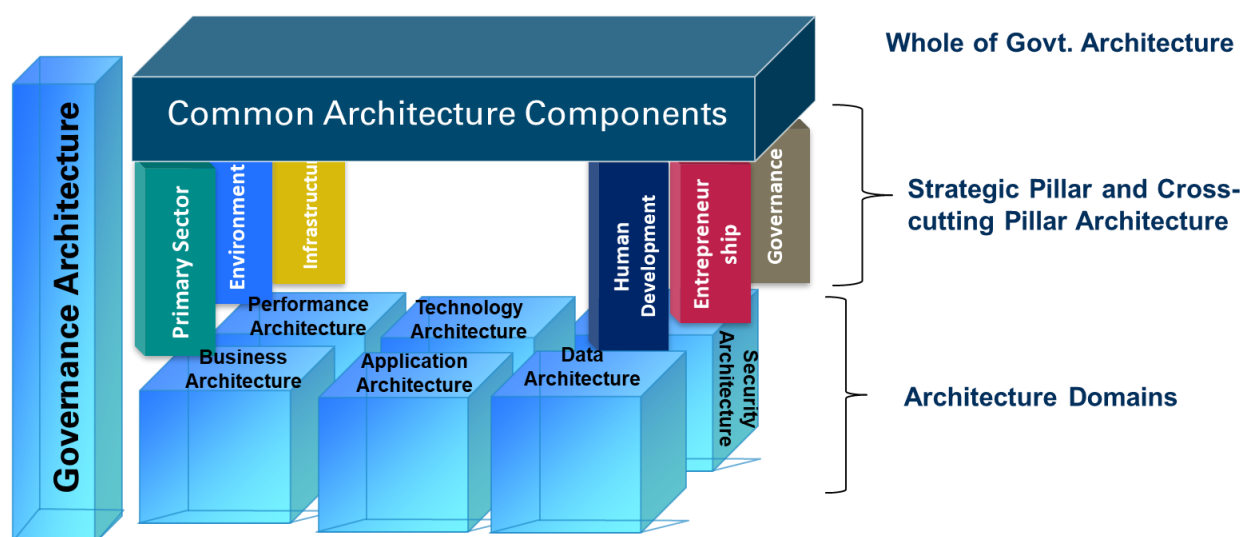 Whole of Govt. Architecture
Common Architecture Components
Governance Architecture
Primary Sector
Environment
Infrastructur
Human
Development
Entrepreneur
ship
Governance
Strategic Pillar and Cross-
cutting Pillar Architecture
Performance
Architecture
Technology
Architecture
Security
Architecture
Business
Architecture
Application
Architecture
Data
Architecture
Architecture Domains